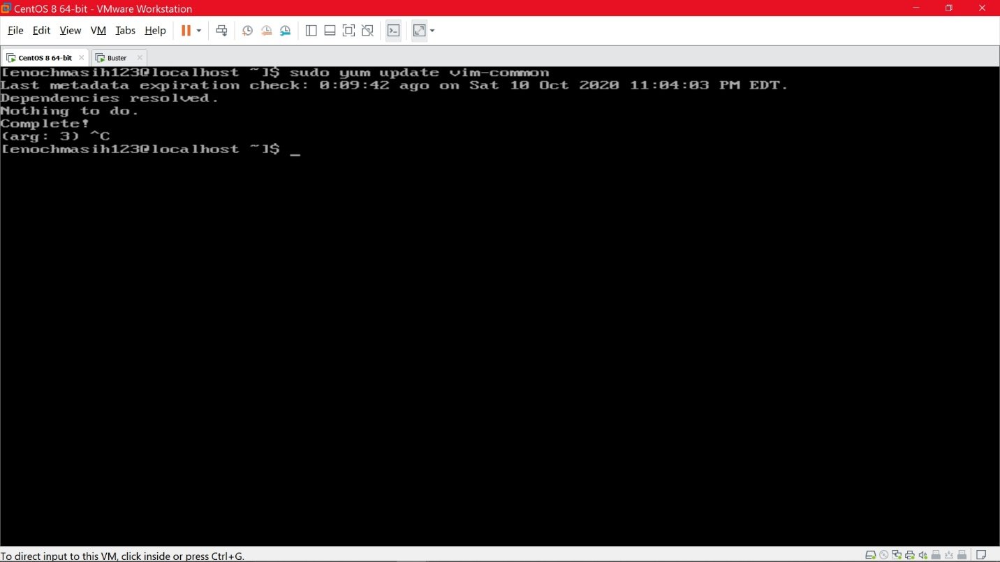 CentOS 8 64-bit - VMware Workstation
File Edit View VM Tabs Help
CentOS 8 64-bit Buster
[enochmasih123@localhost ~]$ sudo yum update vim-common
Last metadata expiration check: 0:09:42 ago on Sat 10 Oct 2020 11:04:03 PM EDT.
Dependencies resolved.
Nothing to do.
Complete!
(arg: 3) ^C
[enochmasih123@localhost ~]$ _
To direct input to this VM, click inside or press Ctrl+G.